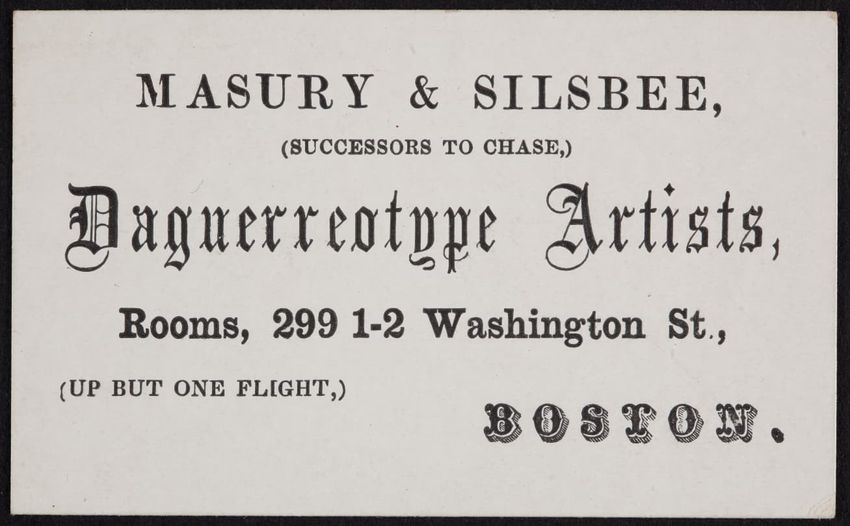 MASURY & SILSBEE,
(SUCCESSORS TO CHASE,)
Daguerreotype Artists,
Rooms, 299 1-2 Washington St.,
(UP BUT ONE FLIGHT,)
BOSTON.